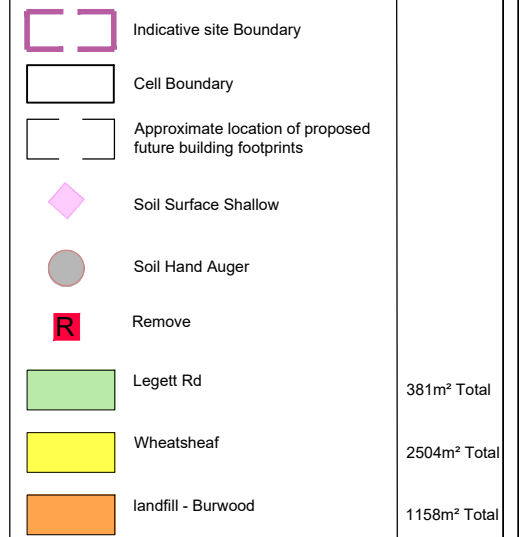 Indicative site Boundary
Cell Boundary
Approximate location of proposed
future building footprints
Soil Surface Shallow
Soil Hand Auger
R Remove
Legett Rd 381m² Total
Wheatsheaf 2504m² Total
landfill - Burwood 1158m² Total